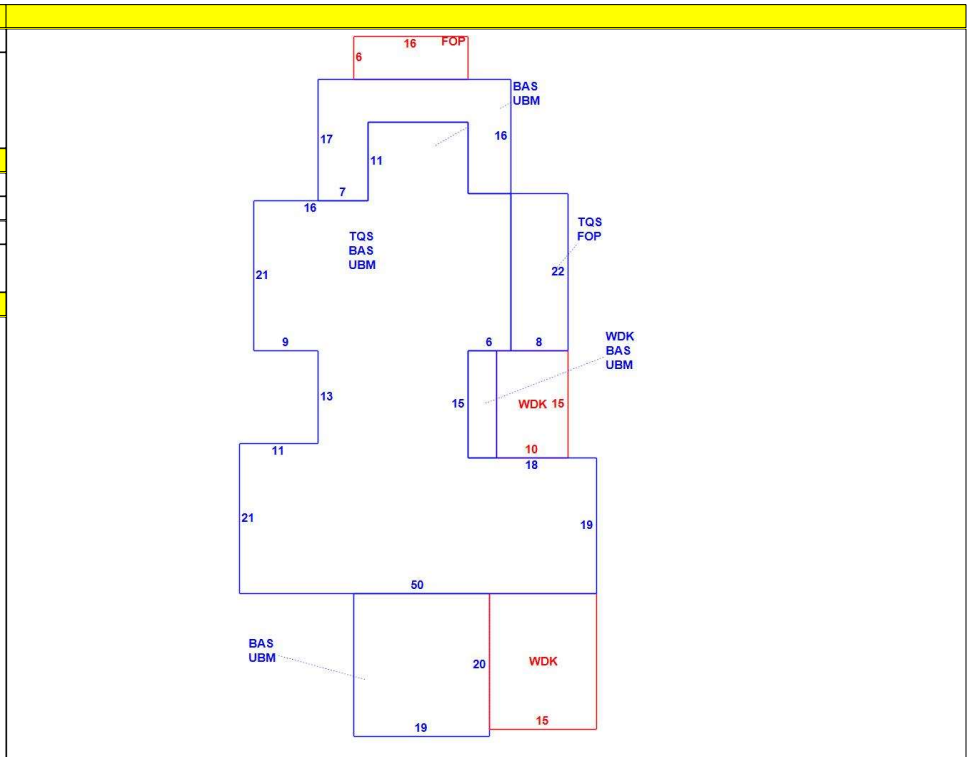 16 FOP
6
BAS
UBM
17
16
11
7
16
TQS
BAS
UBM
TQS
FOP
21
22
9
6
8
WDK
BAS
UBM
13
15
WDK 15
11
10
18
21
19
50
BAS
UBM
20
WDK
19
15